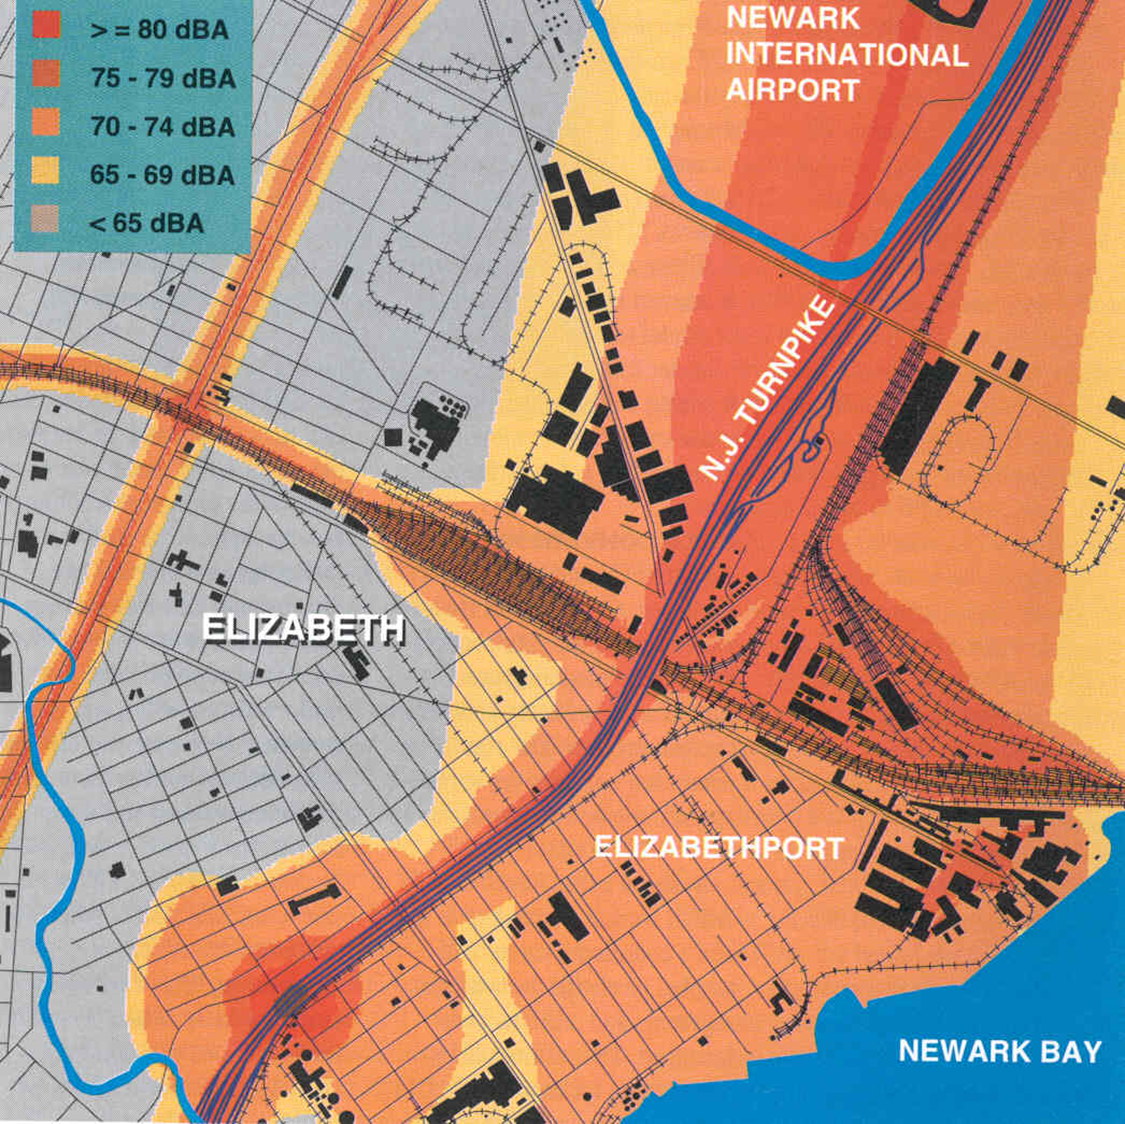 > = 80 dBA
75 - 79 dBA
70 - 74 dBA
65 - 69 dBA
< 65 dBA
NEWARK
INTERNATIONAL
AIRPORT
N.J. TURNPIKE
ELIZABETH
ELIZABETHPORT
NEWARK BAY